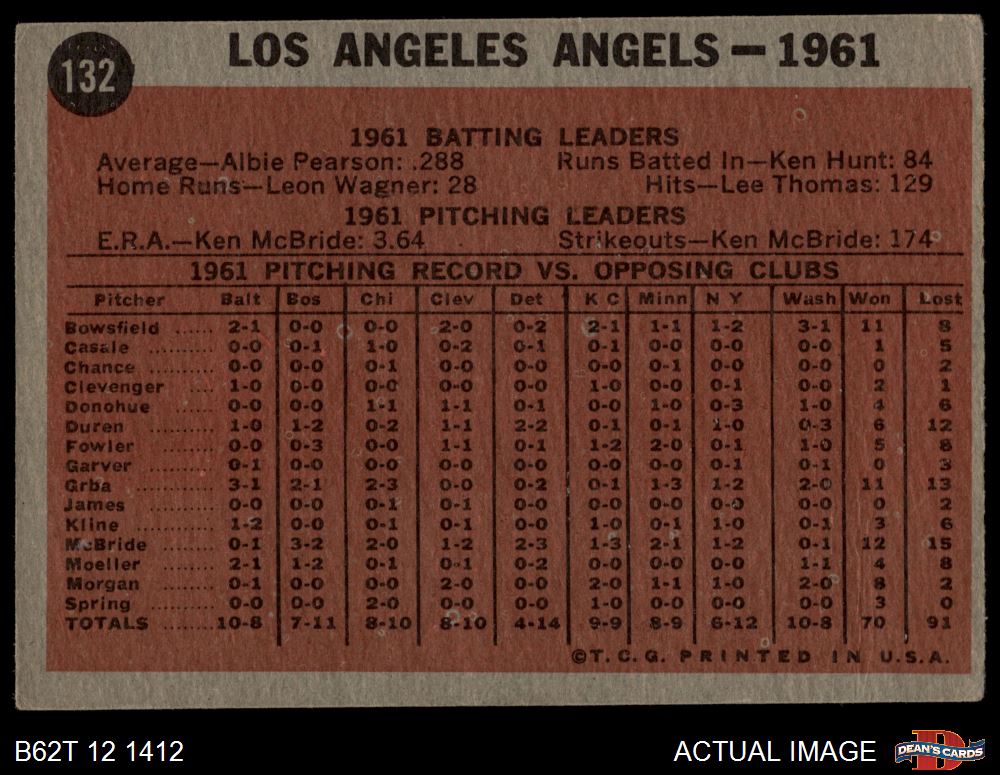 132
LOS ANGELES ANGELS—1961
1961 BATTING LEADERS
Average—Albie Pearson: .288 Runs Batted In—Ken Hunt: 84
Home Runs—Leon Wagner: 28 Hits—Lee Thomas: 129
1961 PITCHING LEADERS
E.R.A.—Ken McBride: 3.64 Strikeouts—Ken McBride: 174
1961 PITCHING RECORD VS. OPPOSING CLUBS
Pitcher Balt Bos Chi Clev Det K C Minn N Y Wash Won Lost
Bowsfield ...... 2-1 0-0 0-0 2-0 0-2 2-1 1-1 1-2 3-1 11 8
Casale .......... 0-0 0-1 1-0 0-2 0-1 0-1 0-0 0-0 0-0 1 5
Chance .......... 0-0 0-0 0-1 0-0 0-0 0-0 0-1 0-0 0-0 0 2
Clevenger .... 1-0 0-0 0-0 0-0 0-0 1-0 0-0 0-1 0-0 2 1
Donohue ...... 0-0 0-0 1-1 1-1 0-1 0-0 1-0 0-3 1-0 4 6
Duren .......... 1-0 1-2 0-2 1-1 2-2 0-1 0-1 1-0 0-3 6 12
Fowler .......... 0-0 0-3 0-0 1-1 0-1 1-2 2-0 0-1 1-0 5 8
Garver .......... 0-1 0-0 0-0 0-0 0-0 0-0 0-0 0-1 0-1 0 3
Grba ............ 3-1 2-1 2-3 0-0 0-2 0-1 1-3 1-2 2-0 11 13
James .......... 0-0 0-0 0-1 0-1 0-0 0-0 0-0 0-0 0-0 0 2
Kline ............ 1-2 0-0 0-1 0-0 0-0 1-0 0-1 1-0 0-1 3 6
McBride ........ 0-1 3-2 2-0 1-2 2-3 1-3 2-1 1-2 0-1 12 15
Moeller ........ 2-1 1-2 0-1 0-1 0-2 0-0 0-0 0-0 1-1 4 8
Morgan ........ 0-1 0-0 0-0 2-0 0-0 2-0 1-1 1-0 2-0 8 2
Spring .......... 0-0 0-0 2-0 0-0 0-0 1-0 0-0 0-0 0-0 3 0
TOTALS ........ 10-8 7-11 8-10 8-10 4-14 9-9 8-9 6-12 10-8 70 91
©T. C. G. PRINTED IN U.S.A.
B62T 12 1412 ACTUAL IMAGE D DEAN'S CARDS